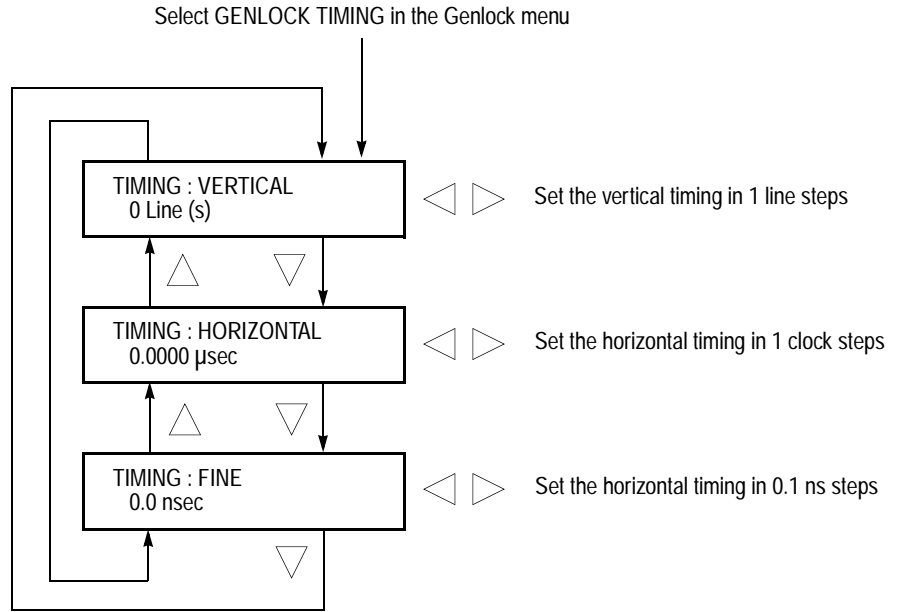 Select GENLOCK TIMING in the Genlock menu
TIMING : VERTICAL
0 Line (s)
Set the vertical timing in 1 line steps
TIMING : HORIZONTAL
0.0000 µsec
Set the horizontal timing in 1 clock steps
TIMING : FINE
0.0 nsec
Set the horizontal timing in 0.1 ns steps